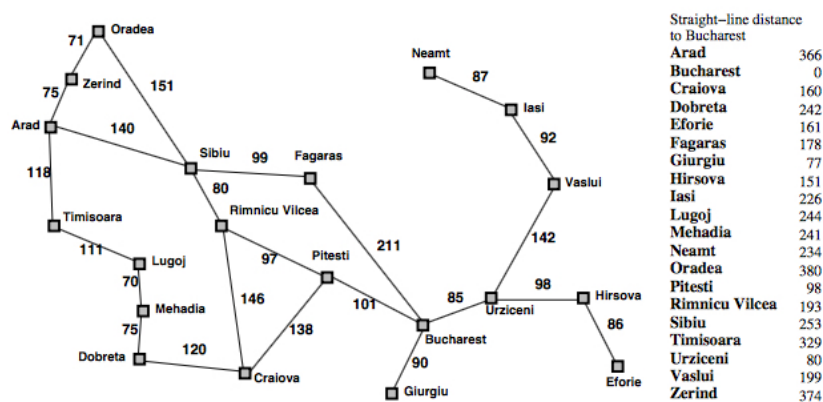 Straight−line distance
to Bucharest
Arad 366
Bucharest 0
Craiova 160
Dobreta 242
Eforie 161
Fagaras 178
Giurgiu 77
Hirsova 151
Iasi 226
Lugoj 244
Mehadia 241
Neamt 234
Oradea 380
Pitesti 98
Rimnicu Vilcea 193
Sibiu 253
Timisoara 329
Urziceni 80
Vaslui 199
Zerind 374
Oradea
71
Neamt
87
Zerind
151
75
Iasi
Arad
140
92
Sibiu
99
Fagaras
118
80
Vaslui
Rimnicu Vilcea
Timisoara
111
Lugoj
97
Pitesti
211
142
70
146
101
85
98
Hirsova
Mehadia
Urziceni
75
138
86
Bucharest
Dobreta
120
90
Craiova
Giurgiu
Eforie